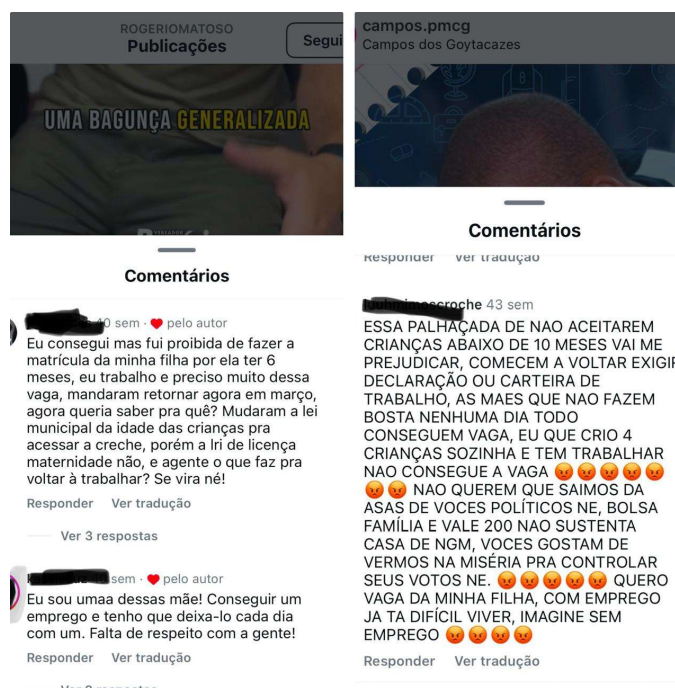 ROGERIOMATOSO
Publicações
Segui
UMA BAGUNÇA GENERALIZADA
Comentários
40 sem · ❤️ pelo autor
Eu consegui mas fui proibida de fazer a
matrícula da minha filha por ela ter 6
meses, eu trabalho e preciso muito dessa
vaga, mandaram retornar agora em março,
agora queria saber pra quê? Mudaram a lei
municipal da idade das crianças pra
acessar a creche, porém a lri de licença
maternidade não, e agente o que faz pra
voltar à trabalhar? Se vira né!
Responder Ver tradução
Ver 3 respostas
sem · ❤️ pelo autor
Eu sou umaa dessas mãe! Conseguir um
emprego e tenho que deixa-lo cada dia
com um. Falta de respeito com a gente!
Responder Ver tradução
campos.pmcg
Campos dos Goytacazes
Comentários
Responder Ver tradução
43 sem
ESSA PALHAÇADA DE NAO ACEITAREM
CRIANÇAS ABAIXO DE 10 MESES VAI ME
PREJUDICAR, COMECEM A VOLTAR EXIGIR
DECLARAÇÃO OU CARTEIRA DE
TRABALHO, AS MAES QUE NAO FAZEM
BOSTA NENHUMA DIA TODO
CONSEGUEM VAGA, EU QUE CRIO 4
CRIANÇAS SOZINHA E TEM TRABALHAR
NAO CONSEGUE A VAGA 😡😡😡😡😡
😡😡 NAO QUEREM QUE SAIMOS DA
ASAS DE VOCES POLÍTICOS NE, BOLSA
FAMÍLIA E VALE 200 NAO SUSTENTA
CASA DE NGM, VOCES GOSTAM DE
VERMOS NA MISÉRIA PRA CONTROLAR
SEUS VOTOS NE. 😡😡😡😡😡 QUERO
VAGA DA MINHA FILHA, COM EMPREGO
JA TA DIFÍCIL VIVER, IMAGINE SEM
EMPREGO 😡😡😡😡
Responder Ver tradução